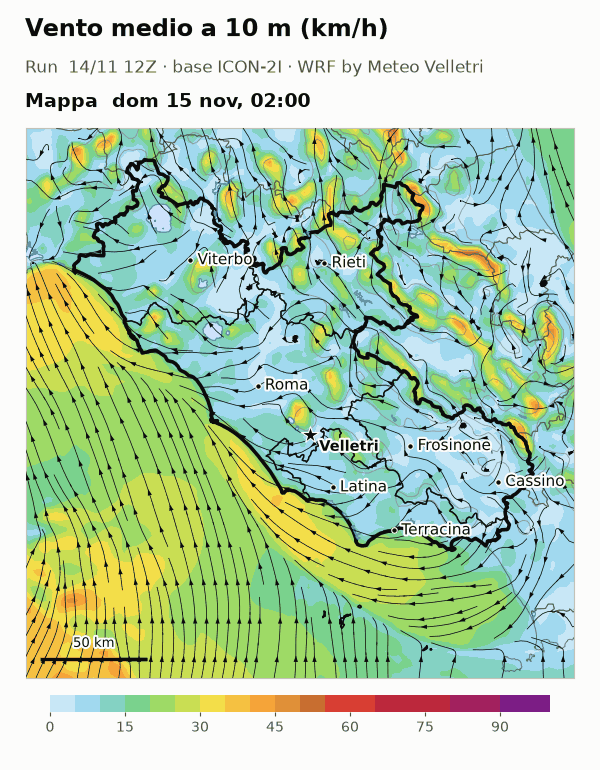 Vento medio a 10 m (km/h)
Run  14/11 12Z · base ICON-2I · WRF by Meteo Velletri
Mappa  dom 15 nov, 02:00
Viterbo
Rieti
Roma
Velletri
Frosinone
Latina
Cassino
Terracina
50 km
0 15 30 45 60 75 90